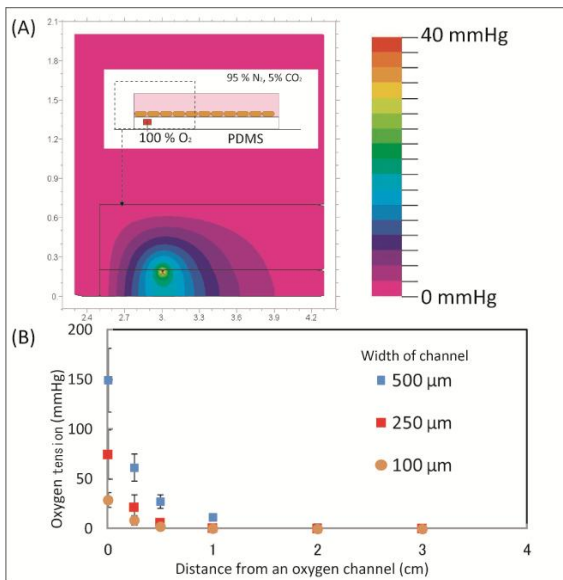 (A)
2.1
1.8
1.5
1.2
0.9
0.6
0.3
0
2.4 2.7 3. 3.3 3.6 3.9 4.2
95 % N₂, 5% CO₂
100 % O₂ PDMS
40 mmHg
0 mmHg
(B)
Oxygen tension (mmHg)
200
150
100
50
0
0 1 2 3 4
Distance from an oxygen channel (cm)
Width of channel
500 μm
250 μm
100 μm